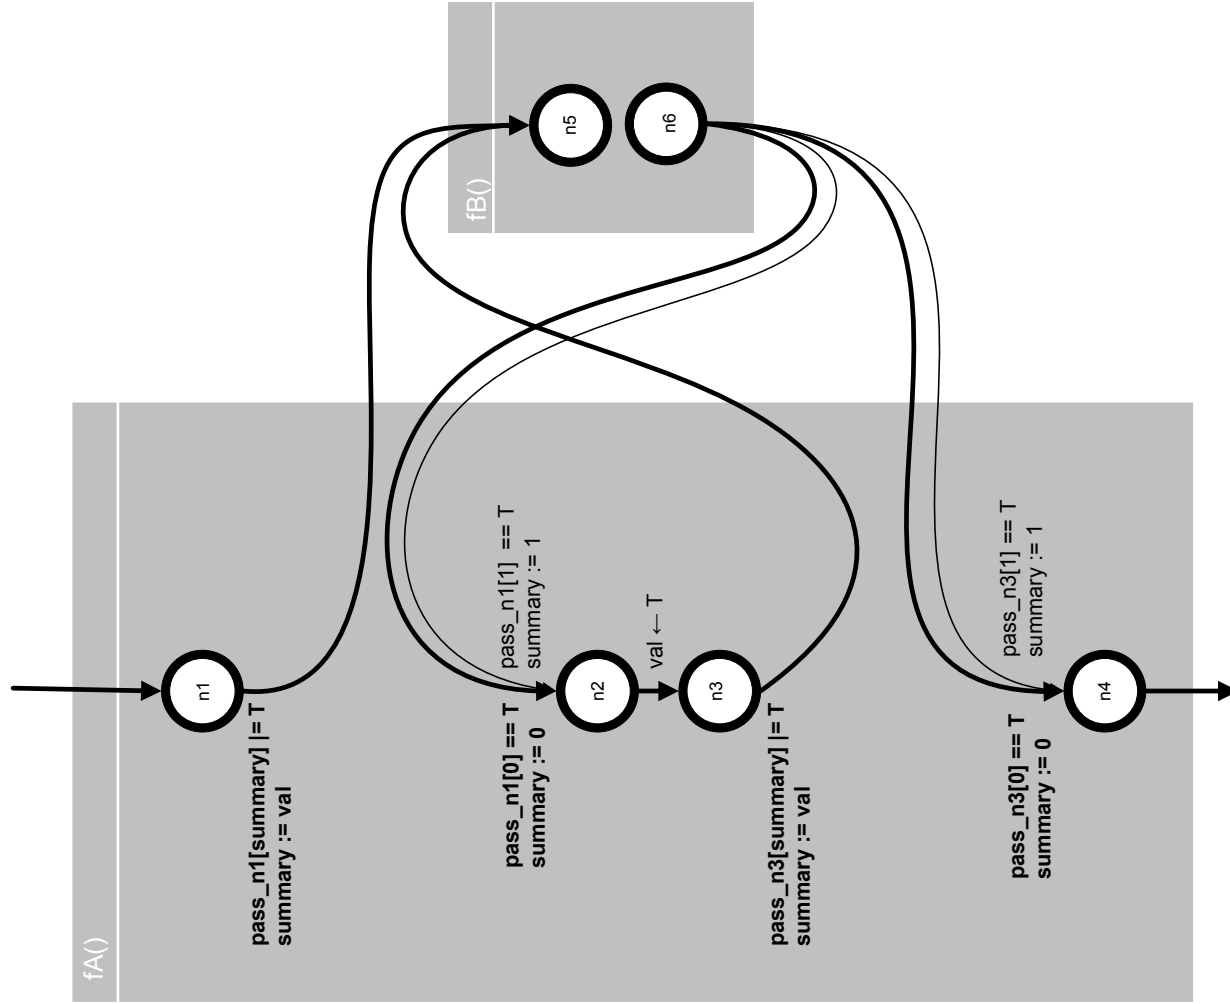 fA()
n1
pass_n1[summary] |= T
summary := val
pass_n1[0] == T
summary := 0
pass_n1[1] == T
summary := 1
n2
val ← T
n3
pass_n3[summary] |= T
summary := val
pass_n3[0] == T
summary := 0
pass_n3[1] == T
summary := 1
n4
fB()
n5
n6